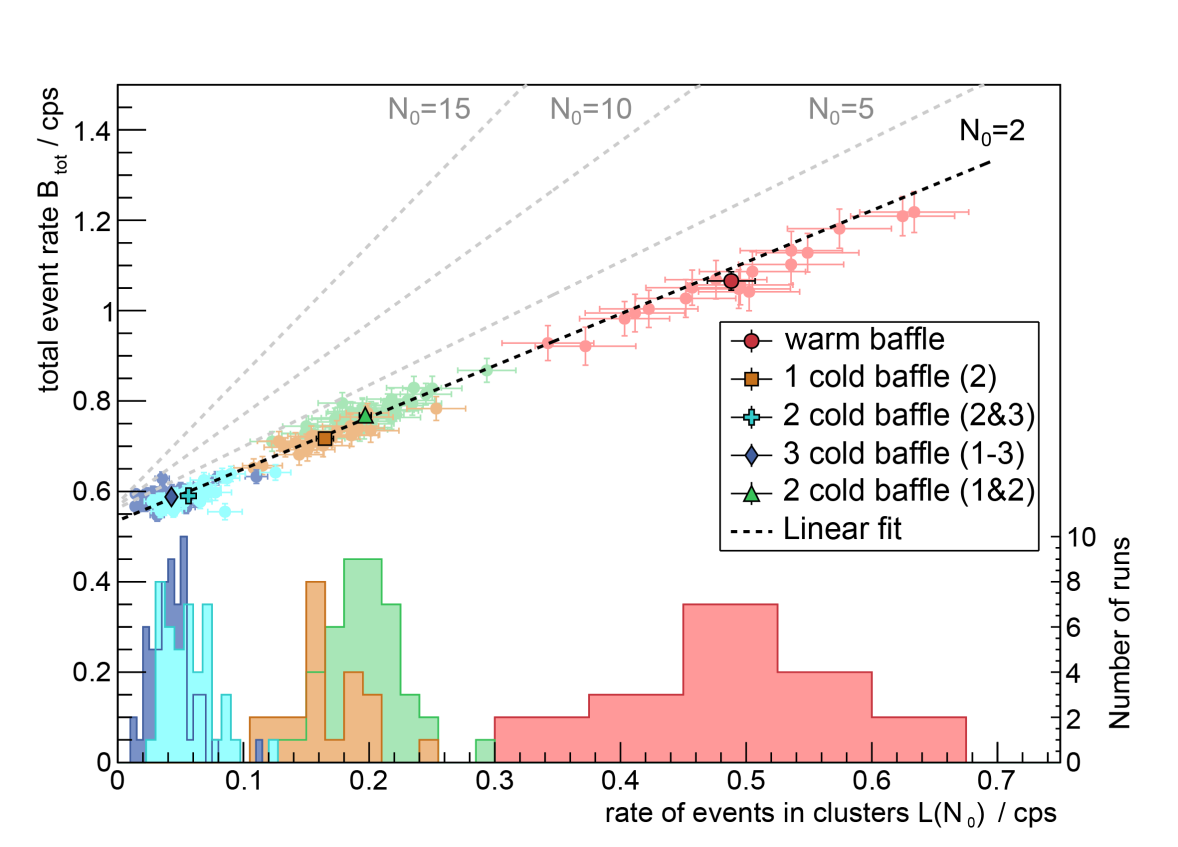 N₀=15
N₀=10
N₀=5
N₀=2
total event rate B_tot / cps
1.4
1.2
1
0.8
0.6
0.4
0.2
0
warm baffle
1 cold baffle (2)
2 cold baffle (2&3)
3 cold baffle (1-3)
2 cold baffle (1&2)
Linear fit
10
8
6
4
2
0
Number of runs
0 0.1 0.2 0.3 0.4 0.5 0.6 0.7
rate of events in clusters L(N₀) / cps